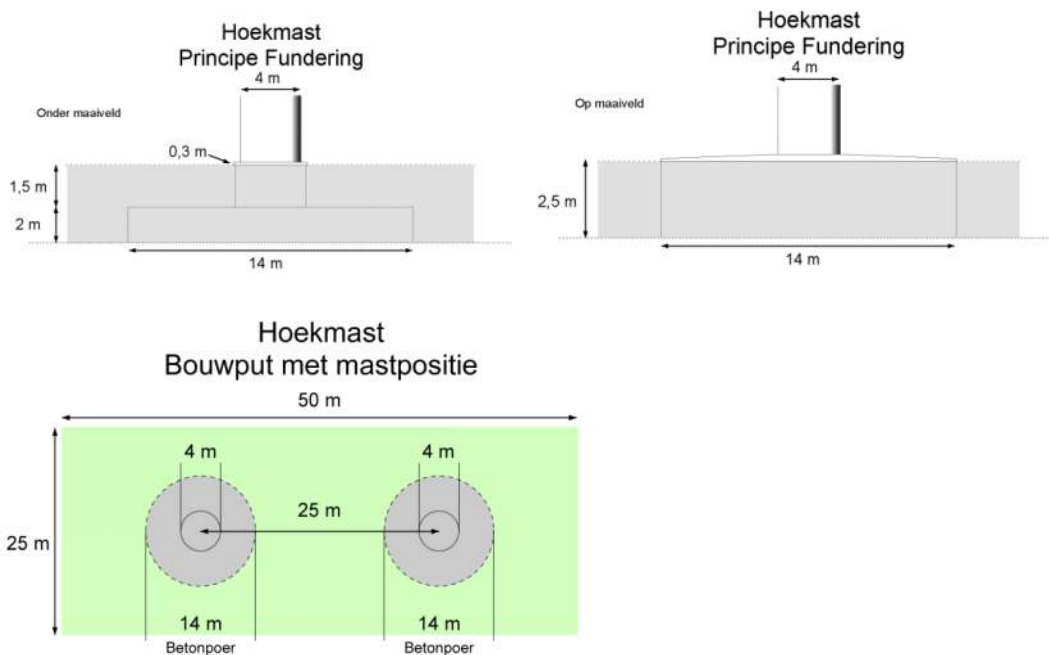 Hoekmast
Principe Fundering
4 m
Onder maaiveld
0,3 m
1,5 m
2 m
14 m
Hoekmast
Principe Fundering
4 m
Op maaiveld
2,5 m
14 m
Hoekmast
Bouwput met mastpositie
50 m
4 m
4 m
25 m
25 m
14 m
14 m
Betonpoer
Betonpoer